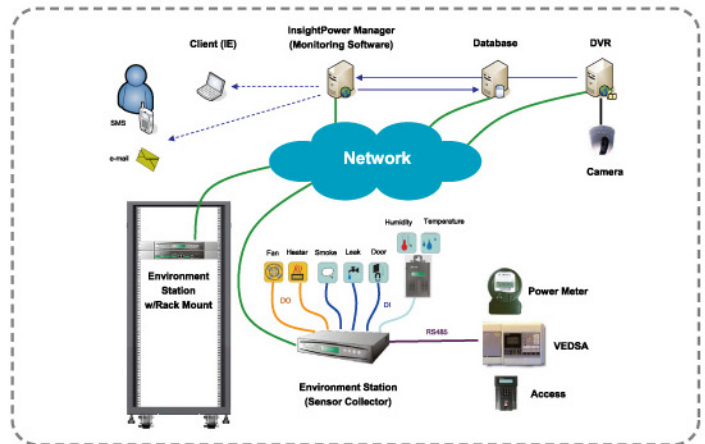 InsightPower Manager
(Monitoring Software)
Client (IE)
Database
DVR
SMS
e-mail
Network
Camera
Humidity
Temperature
Fan
Heater
Smoke
Leak
Door
Environment
Station
w/Rack Mount
DO
DI
RS485
Power Meter
VEDSA
Environment Station
(Sensor Collector)
Access